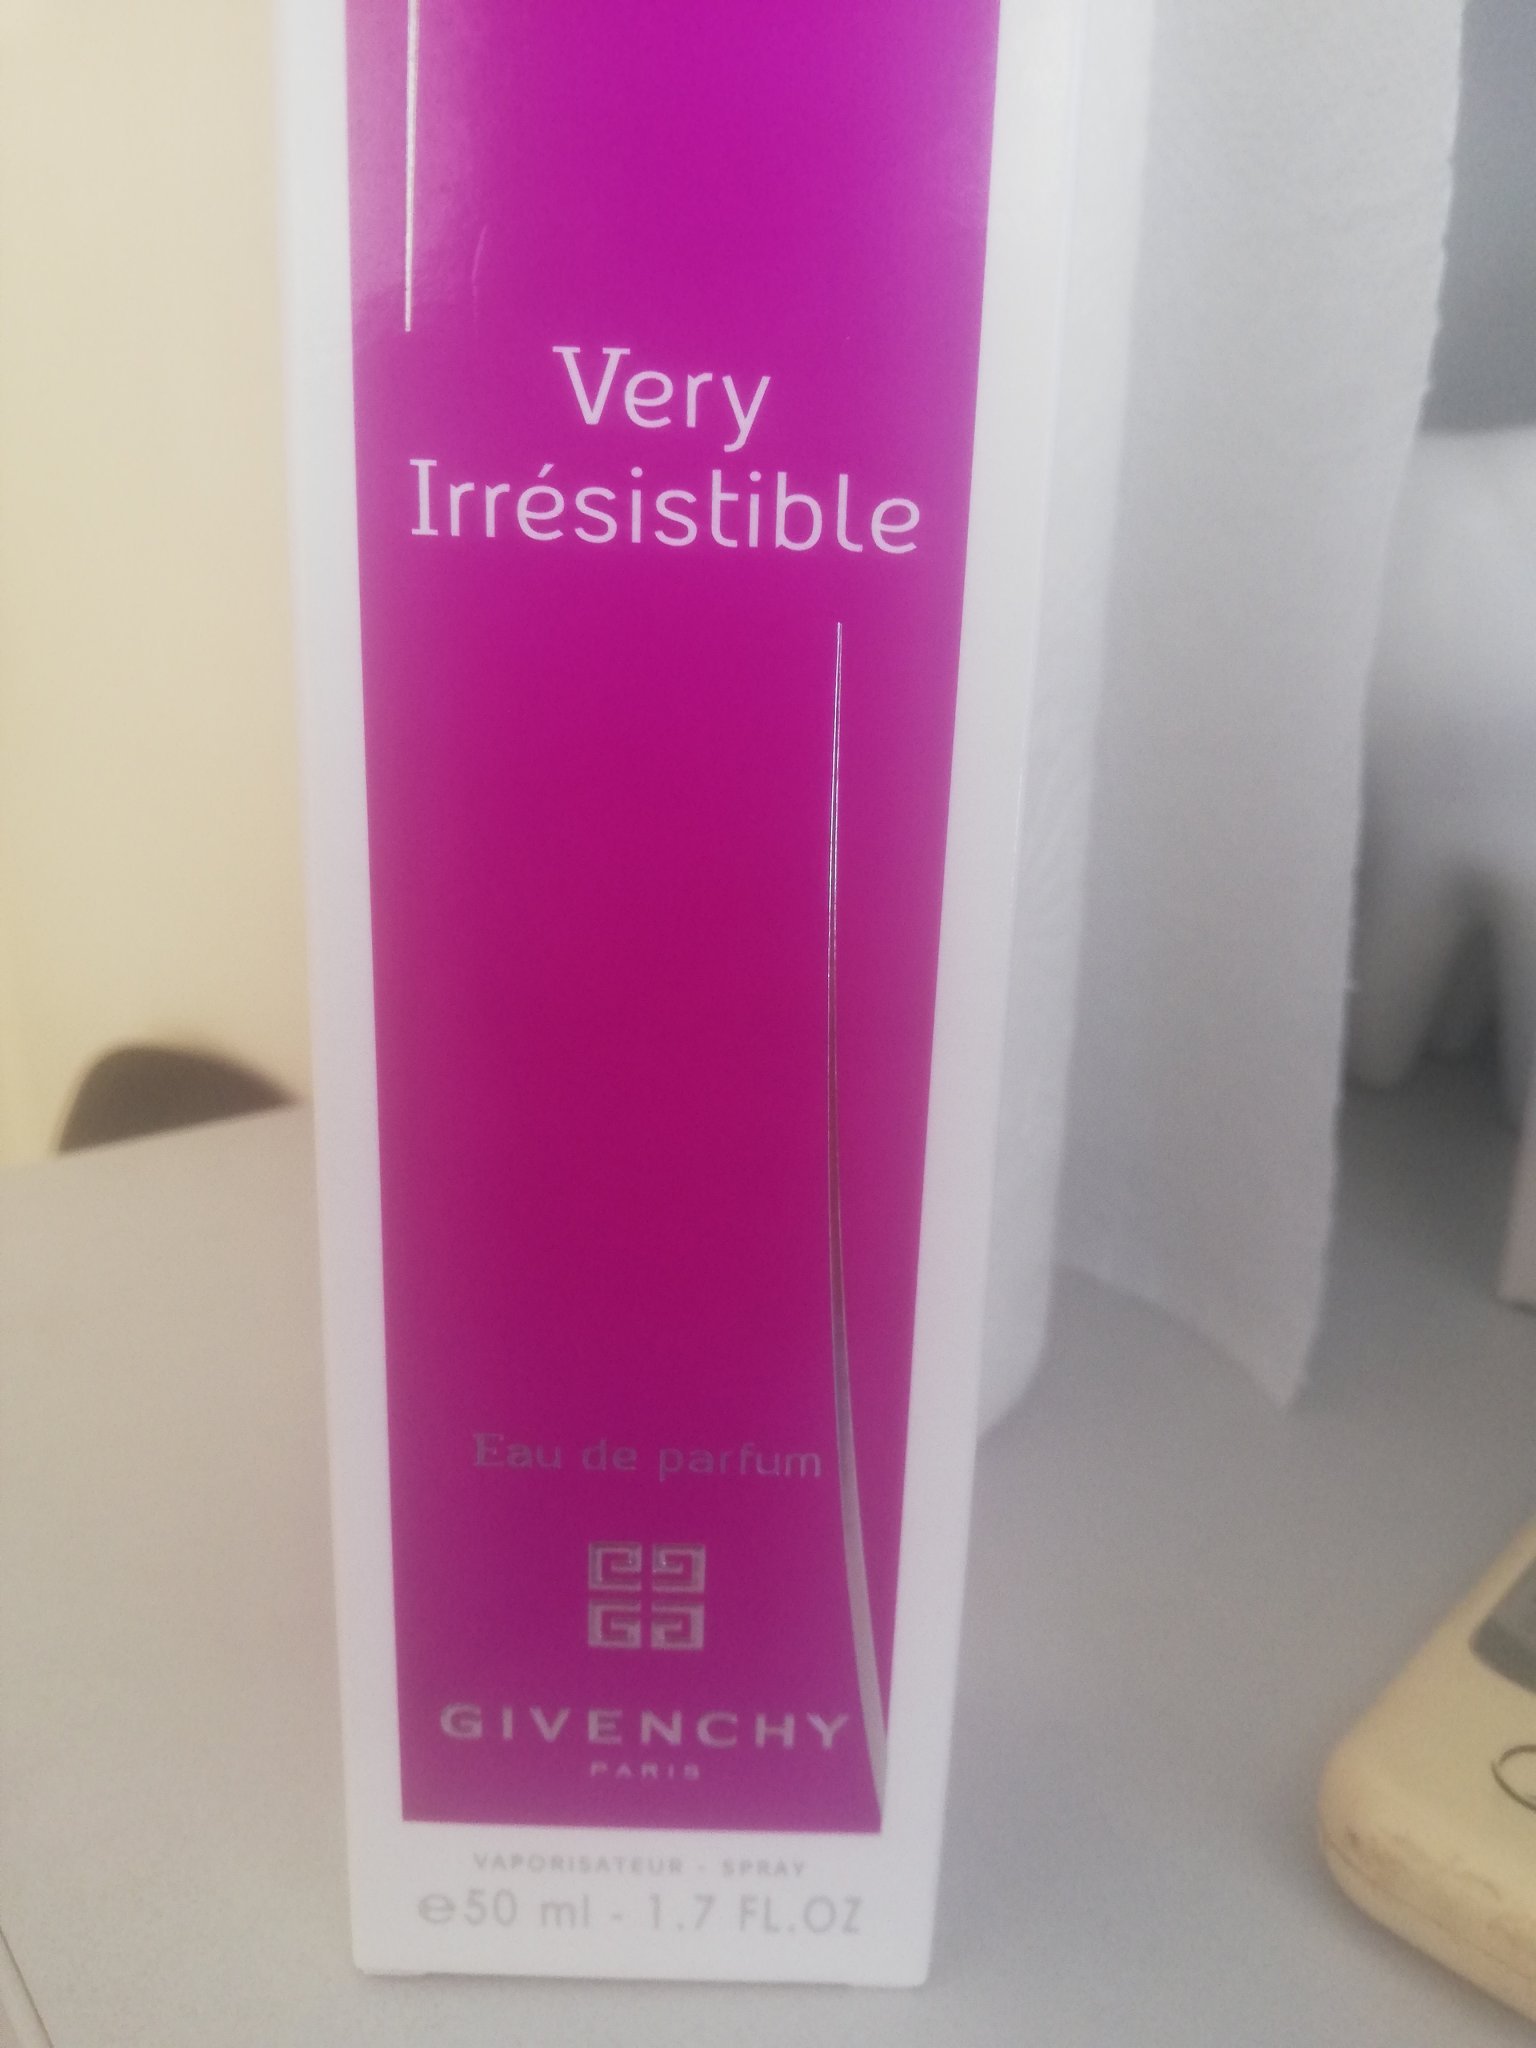 Very
Irrésistible
Eau de parfum
GIVENCHY
PARIS
VAPORISATEUR - SPRAY
℮50 ml - 1.7 FL.OZ